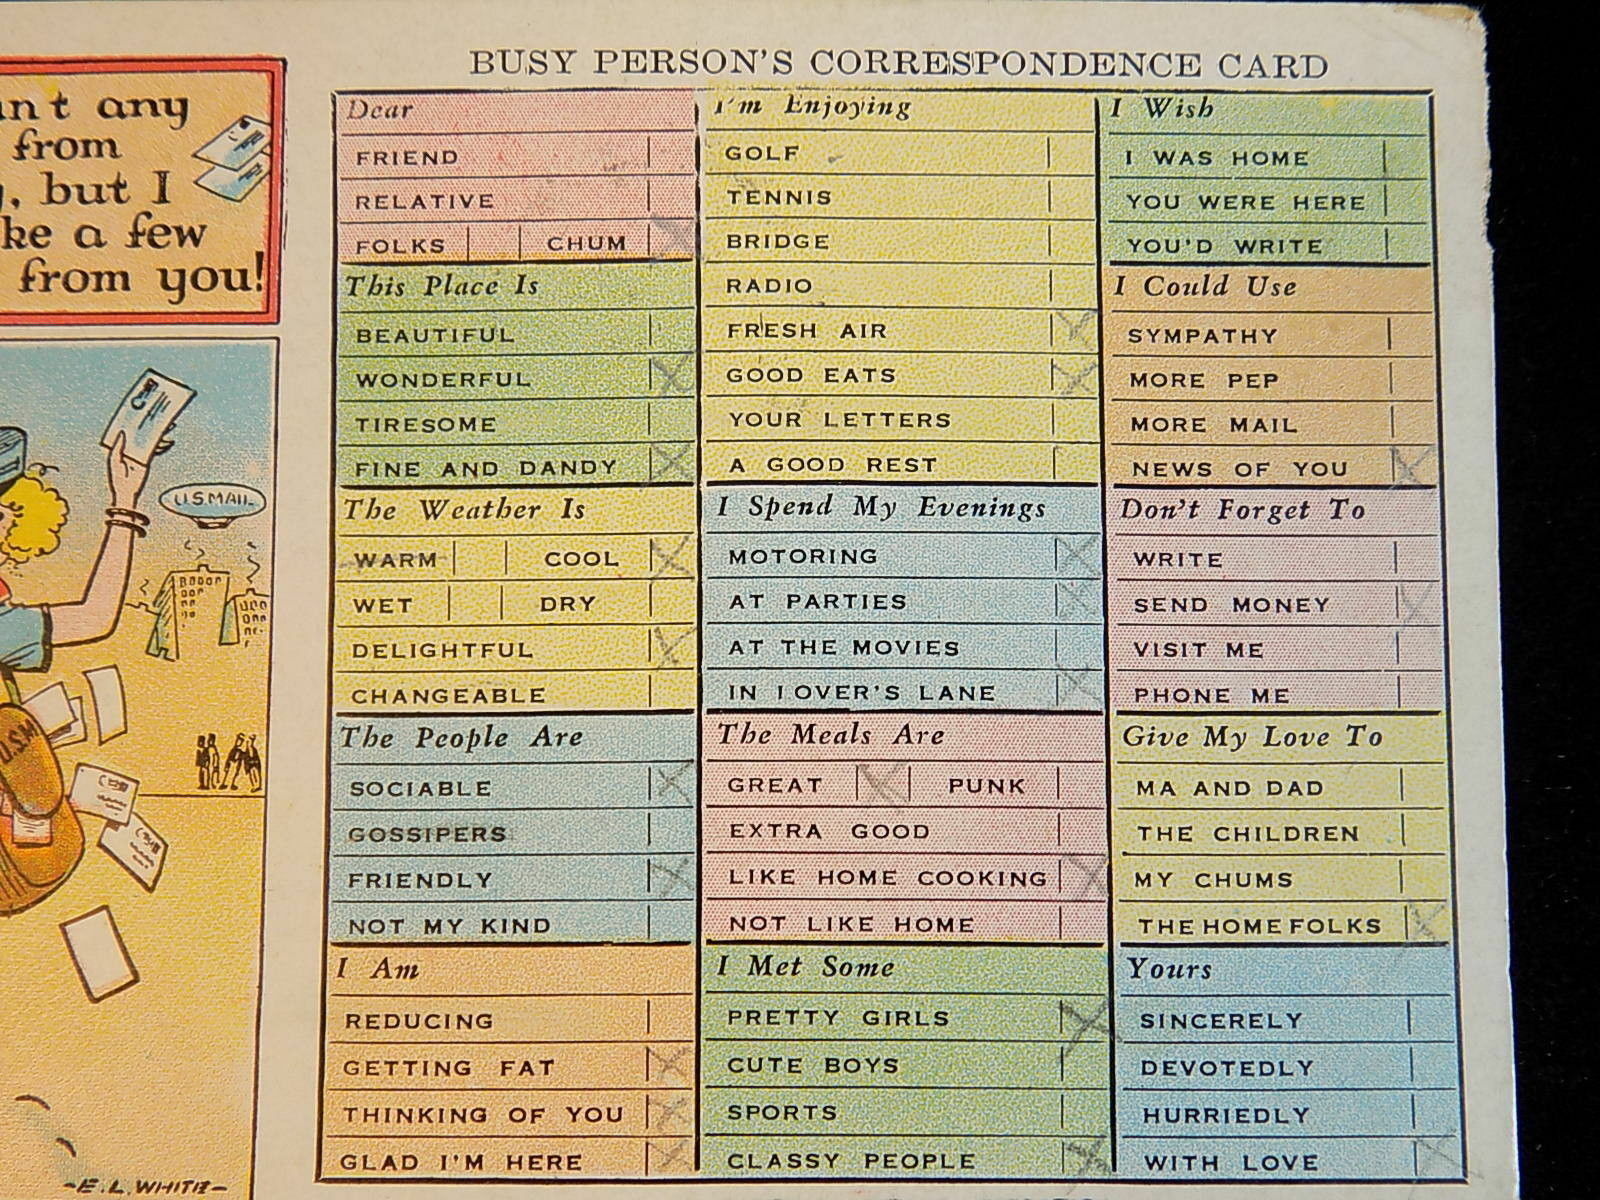 BUSY PERSON'S CORRESPONDENCE CARD
any
from
, but I
ke a few
from you!
U.S.MAIL
U.S.M
-E.L.WHITE-
Dear
FRIEND
RELATIVE
FOLKS CHUM X
This Place Is
BEAUTIFUL
WONDERFUL X
TIRESOME
FINE AND DANDY X
The Weather Is
WARM COOL X
WET DRY
DELIGHTFUL X
CHANGEABLE
The People Are
SOCIABLE X
GOSSIPERS
FRIENDLY X
NOT MY KIND
I Am
REDUCING
GETTING FAT X
THINKING OF YOU X
GLAD I'M HERE X
I'm Enjoying
GOLF
TENNIS
BRIDGE
RADIO
FRESH AIR X
GOOD EATS X
YOUR LETTERS
A GOOD REST
I Spend My Evenings
MOTORING X
AT PARTIES X
AT THE MOVIES
IN LOVER'S LANE X
The Meals Are
GREAT X PUNK
EXTRA GOOD
LIKE HOME COOKING X
NOT LIKE HOME
I Met Some
PRETTY GIRLS X
CUTE BOYS
SPORTS
CLASSY PEOPLE X
I Wish
I WAS HOME
YOU WERE HERE
YOU'D WRITE
I Could Use
SYMPATHY
MORE PEP
MORE MAIL
NEWS OF YOU X
Don't Forget To
WRITE
SEND MONEY X
VISIT ME
PHONE ME
Give My Love To
MA AND DAD
THE CHILDREN
MY CHUMS
THE HOME FOLKS X
Yours
SINCERELY
DEVOTEDLY
HURRIEDLY
WITH LOVE X